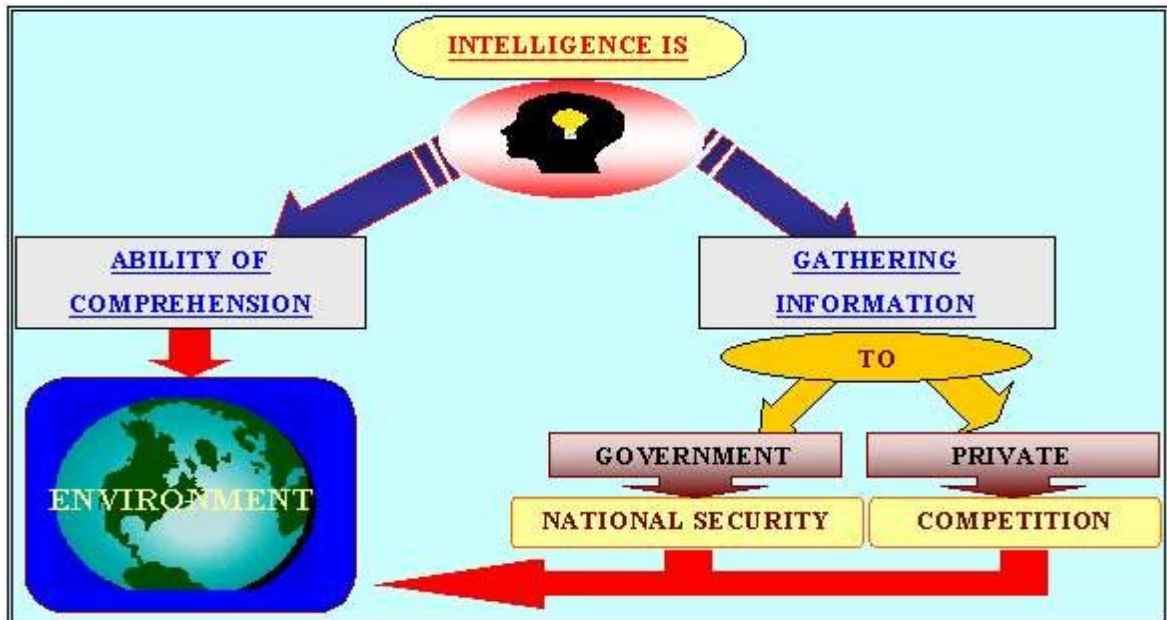 INTELLIGENCE IS
ABILITY OF
COMPREHENSION
GATHERING
INFORMATION
TO
GOVERNMENT
PRIVATE
ENVIRONMENT
NATIONAL SECURITY
COMPETITION